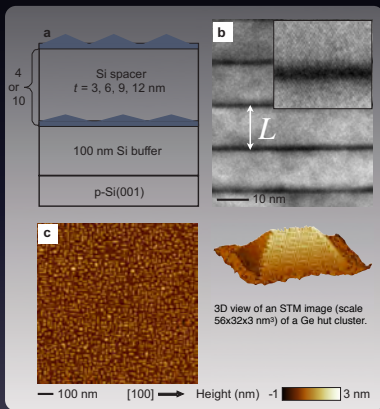 a
4
or
10
Si spacer
t = 3, 6, 9, 12 nm
100 nm Si buffer
p-Si(001)
b
L
10 nm
c
3D view of an STM image (scale
56x32x3 nm³) of a Ge hut cluster.
100 nm [100] Height (nm) -1 3 nm